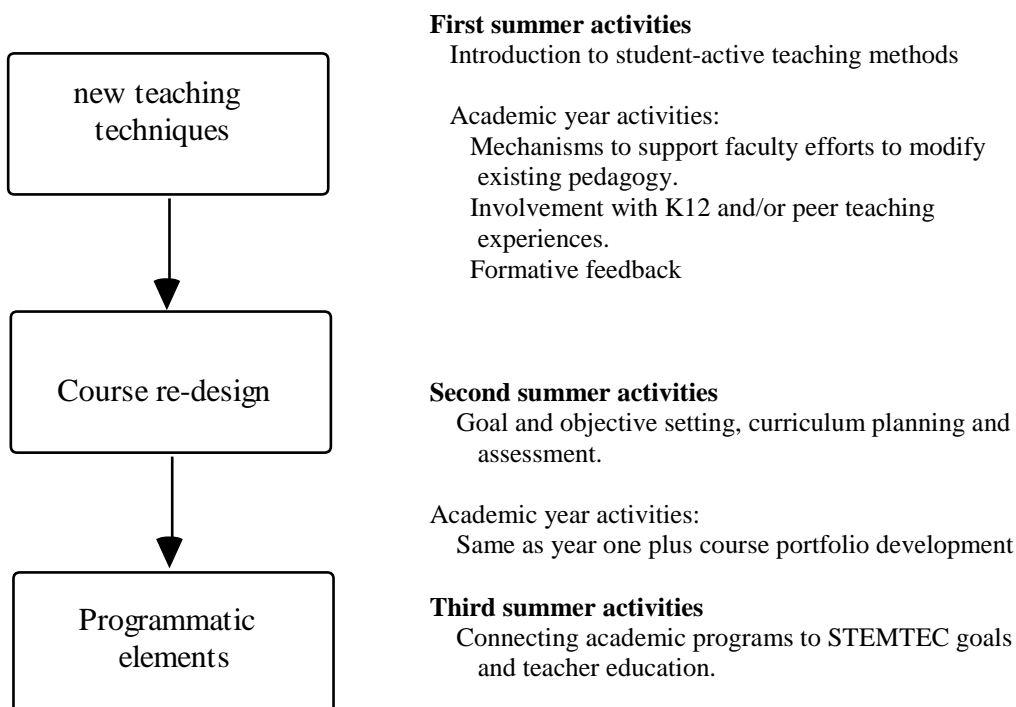 First summer activities
Introduction to student-active teaching methods
new teaching
techniques
Academic year activities:
Mechanisms to support faculty efforts to modify
existing pedagogy.
Involvement with K12 and/or peer teaching
experiences.
Formative feedback
Course re-design
Second summer activities
Goal and objective setting, curriculum planning and
assessment.
Academic year activities:
Same as year one plus course portfolio development
Programmatic
elements
Third summer activities
Connecting academic programs to STEMTEC goals
and teacher education.